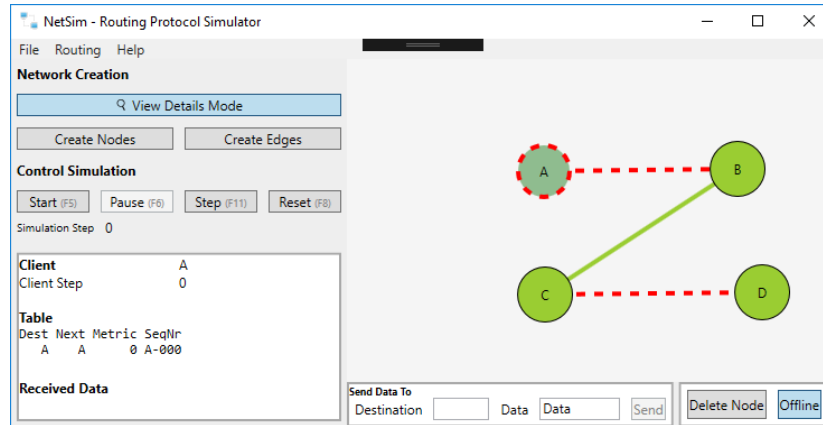 NetSim - Routing Protocol Simulator
File Routing Help
Network Creation
View Details Mode
Create Nodes Create Edges
Control Simulation
Start (F5) Pause (F6) Step (F11) Reset (F8)
Simulation Step 0
Client A
Client Step 0
Table
Dest Next Metric SeqNr
A A 0 A-000
Received Data
A
B
C
D
Send Data To
Destination Data Data Send
Delete Node Offline